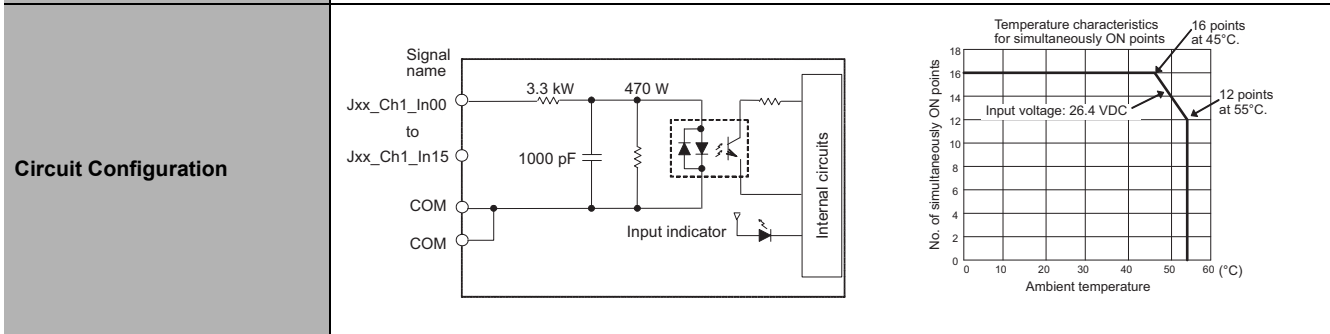 Circuit Configuration
Signal
name
Jxx_Ch1_In00
to
Jxx_Ch1_In15
COM
COM
3.3 kW
470 W
1000 pF
Input indicator
Internal circuits
Temperature characteristics
for simultaneously ON points
16 points
at 45°C.
12 points
at 55°C.
Input voltage: 26.4 VDC
No. of simultaneously ON points
18
16
14
12
10
8
6
4
2
0
0 10 20 30 40 50 60 (°C)
Ambient temperature